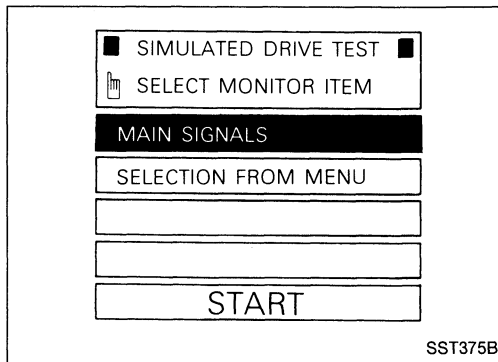 SIMULATED DRIVE TEST
SELECT MONITOR ITEM
MAIN SIGNALS
SELECTION FROM MENU
START
SST375B